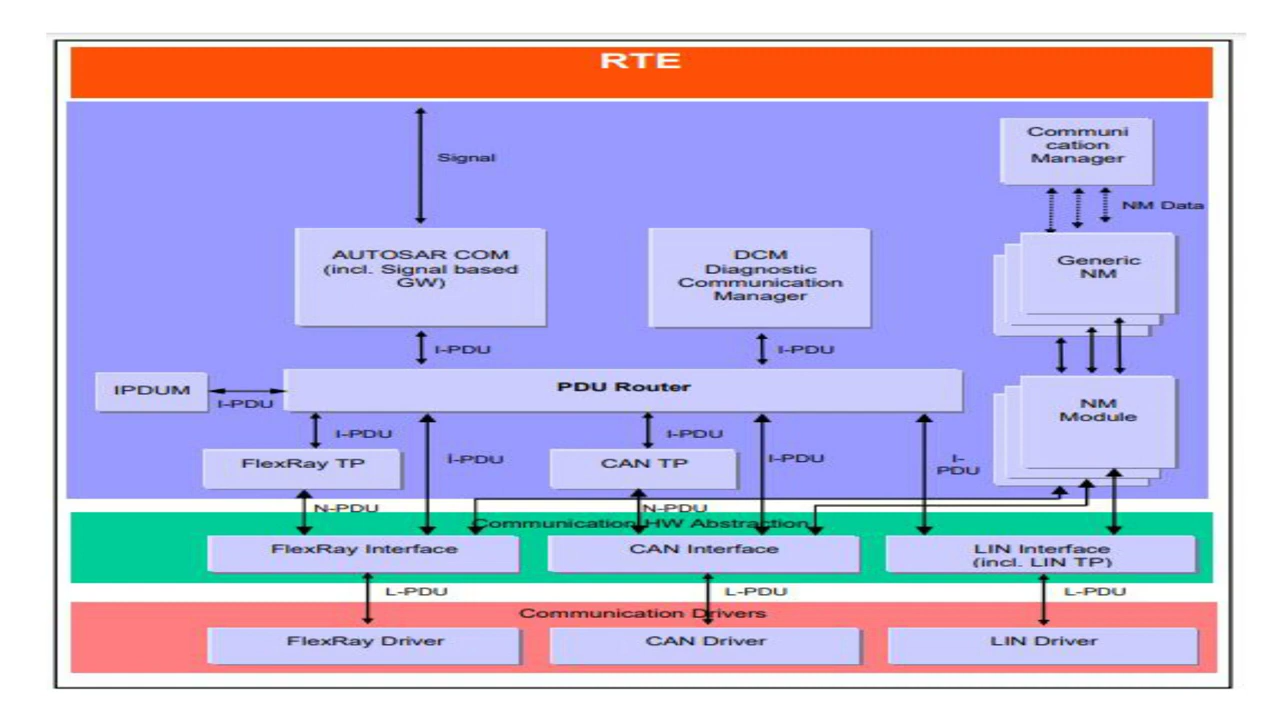 RTE
Signal
Communi
cation
Manager
NM Data
AUTOSAR COM
(incl. Signal based
GW)
DCM
Diagnostic
Communication
Manager
Generic
NM
I-PDU
I-PDU
IPDUM
I-PDU
PDU Router
NM
Module
I-PDU
I-PDU
I-PDU
I-PDU
I-
PDU
FlexRay TP
CAN TP
N-PDU
N-PDU
Communication HW Abstraction
FlexRay Interface
CAN Interface
LIN Interface
(incl. LIN TP)
L-PDU
L-PDU
L-PDU
Communication Drivers
FlexRay Driver
CAN Driver
LIN Driver